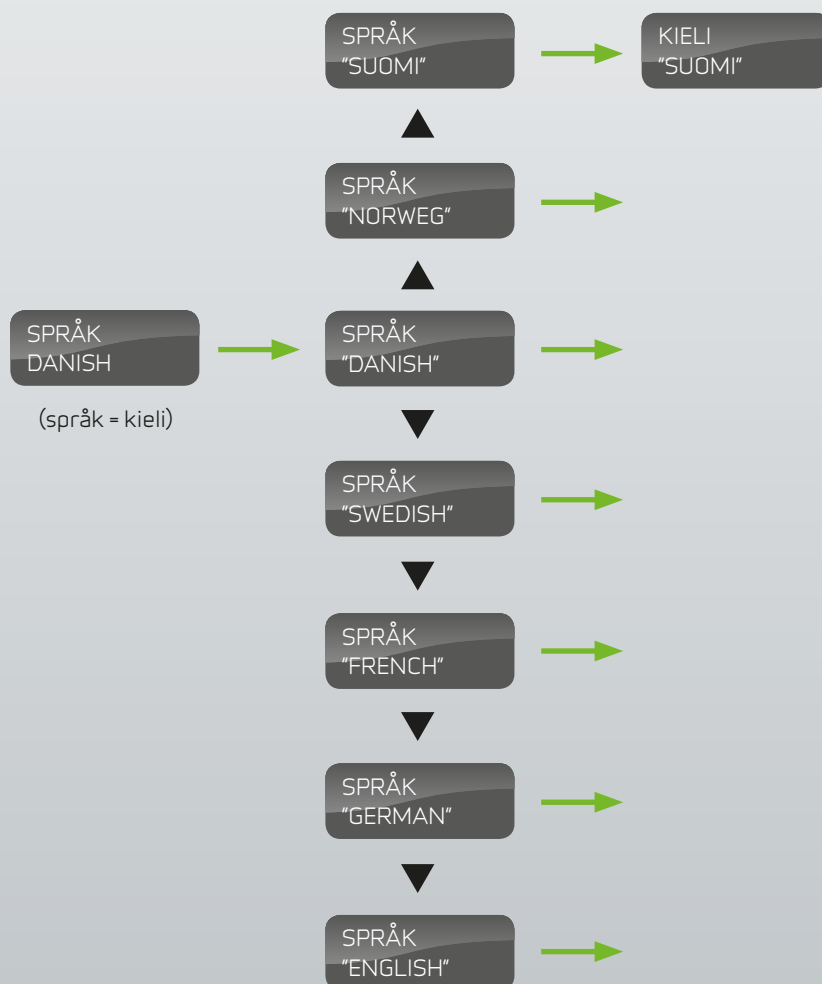 SPRÅK
"SUOMI"
KIELI
"SUOMI"
SPRÅK
"NORWEG"
SPRÅK
DANISH
(språk = kieli)
SPRÅK
"DANISH"
SPRÅK
"SWEDISH"
SPRÅK
"FRENCH"
SPRÅK
"GERMAN"
SPRÅK
"ENGLISH"